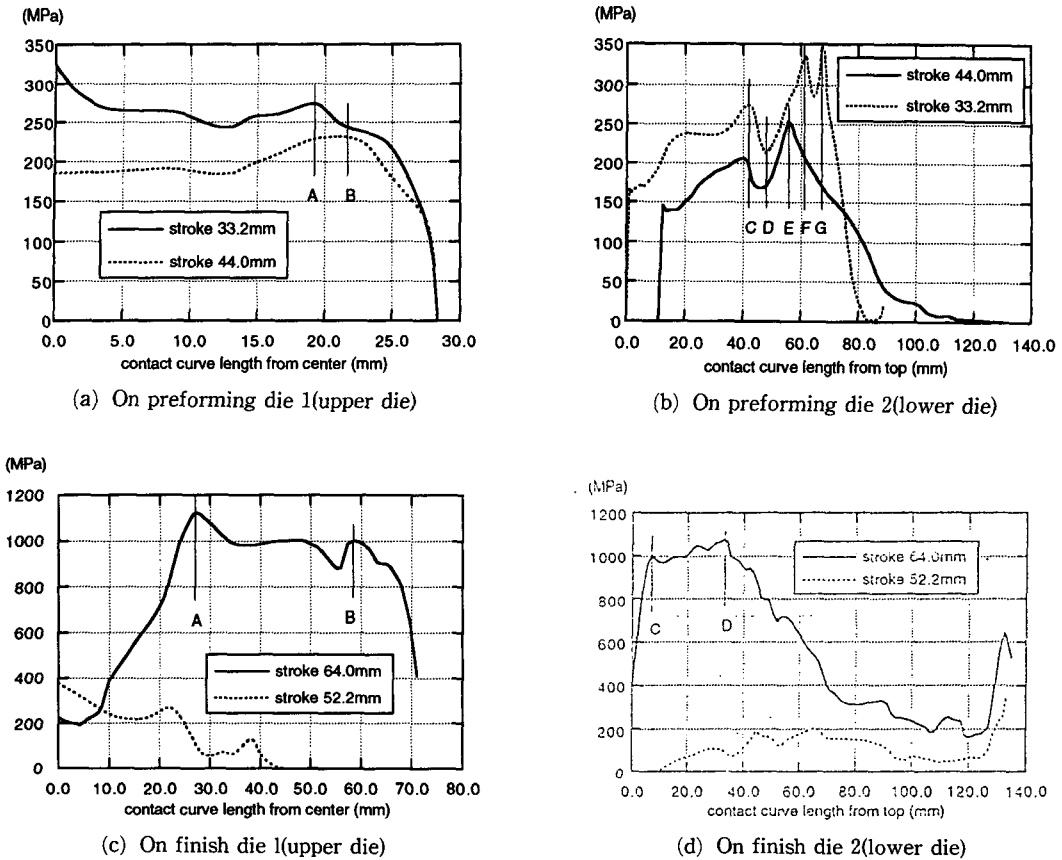 (MPa)
350
300
250
200
150
100
50
0
A
B
stroke 33.2mm
stroke 44.0mm
0.0 5.0 10.0 15.0 20.0 25.0 30.0
contact curve length from center (mm)
(a) On preforming die 1(upper die)
(MPa)
350
300
250
200
150
100
50
0
stroke 44.0mm
stroke 33.2mm
C D E F G
0.0 20.0 40.0 60.0 80.0 100.0 120.0 140.0
contact curve length from top (mm)
(b) On preforming die 2(lower die)
(MPa)
1200
1000
800
600
400
200
0
A
B
stroke 64.0mm
stroke 52.2mm
0.0 10.0 20.0 30.0 40.0 50.0 60.0 70.0 80.0
contact curve length from center (mm)
(c) On finish die 1(upper die)
(MPa)
1200
1000
800
600
400
200
0
stroke 64.0mm
stroke 52.2mm
C
D
0.0 20.0 40.0 60.0 80.0 100.0 120.0 140.0
contact curve length from top (mm)
(d) On finish die 2(lower die)